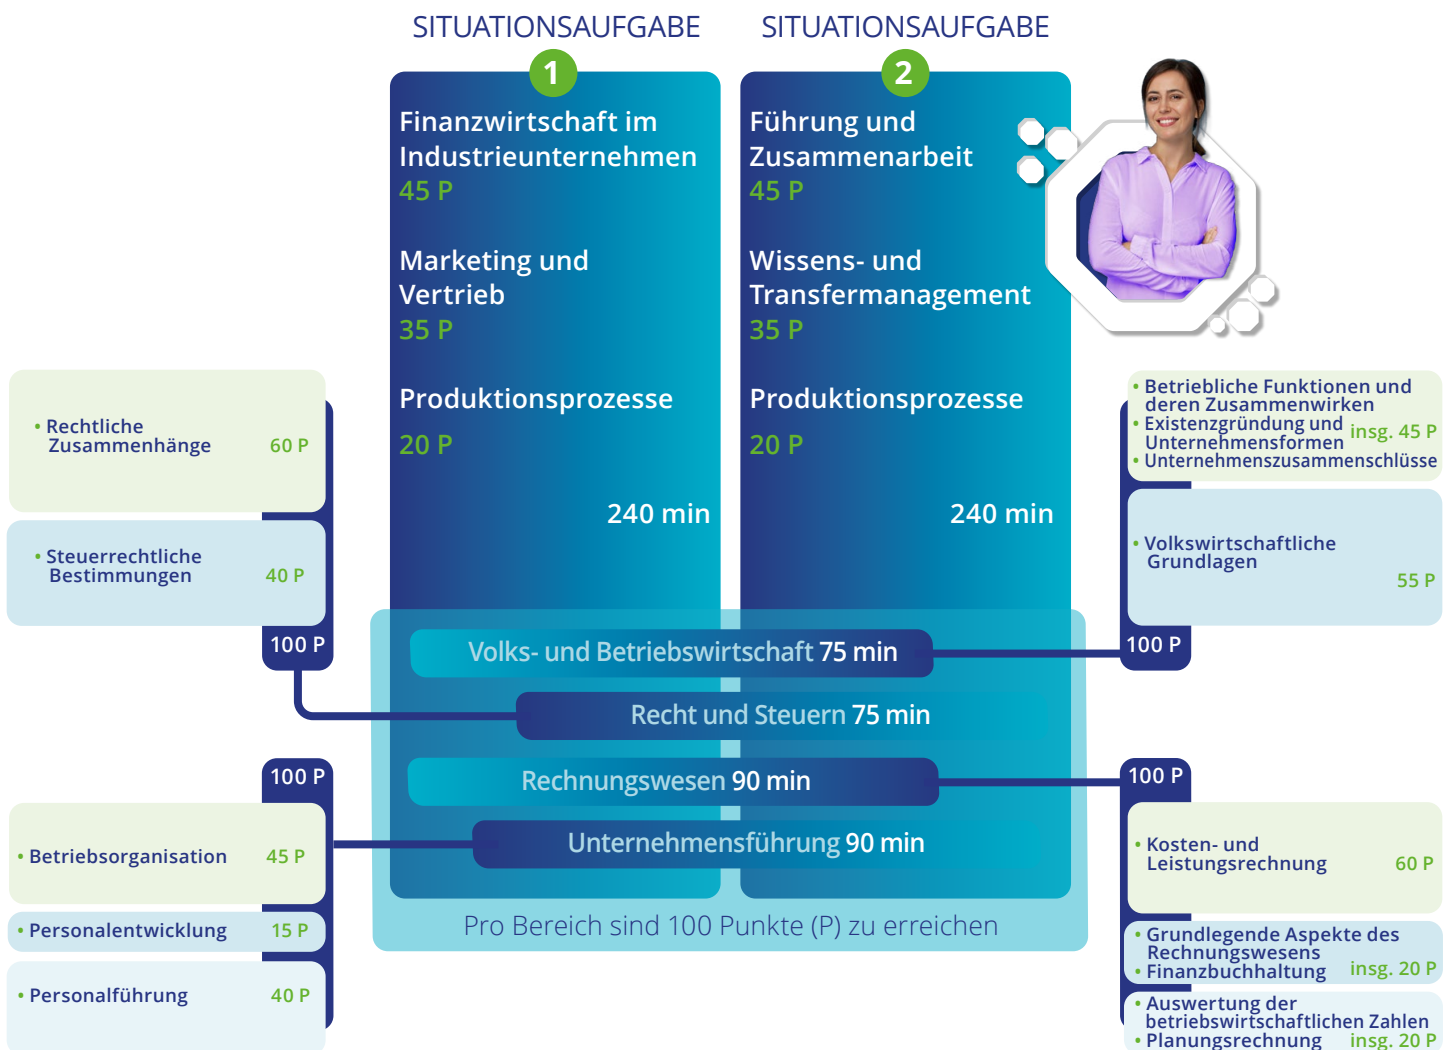 SITUATIONSAUFGABE
1
Finanzwirtschaft im
Industrieunternehmen
45 P
Marketing und
Vertrieb
35 P
Produktionsprozesse
20 P
240 min
SITUATIONSAUFGABE
2
Führung und
Zusammenarbeit
45 P
Wissens- und
Transfermanagement
35 P
Produktionsprozesse
20 P
240 min
• Rechtliche
Zusammenhänge 60 P
• Steuerrechtliche
Bestimmungen 40 P
100 P
• Betriebliche Funktionen und
deren Zusammenwirken
• Existenzgründung und
Unternehmensformen insg. 45 P
• Unternehmenszusammenschlüsse
• Volkswirtschaftliche
Grundlagen
55 P
100 P
Volks- und Betriebswirtschaft 75 min
Recht und Steuern 75 min
Rechnungswesen 90 min
Unternehmensführung 90 min
Pro Bereich sind 100 Punkte (P) zu erreichen
100 P
• Betriebsorganisation 45 P
• Personalentwicklung 15 P
• Personalführung 40 P
100 P
• Kosten- und
Leistungsrechnung 60 P
• Grundlegende Aspekte des
Rechnungswesens
• Finanzbuchhaltung insg. 20 P
• Auswertung der
betriebswirtschaftlichen Zahlen
• Planungsrechnung insg. 20 P